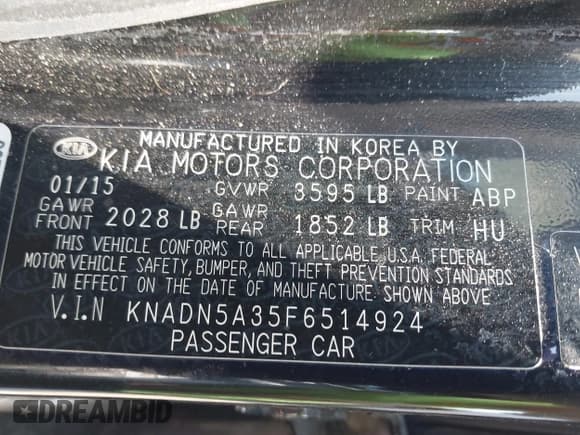 MANUFACTURED IN KOREA BY
KIA KIA MOTORS CORPORATION
01/15 GVWR 3595 LB PAINT ABP
GAWR FRONT 2028 LB GAWR REAR 1852 LB TRIM HU
THIS VEHICLE CONFORMS TO ALL APPLICABLE U.S.A. FEDERAL
MOTOR VEHICLE SAFETY, BUMPER, AND THEFT PREVENTION STANDARDS
IN EFFECT ON THE DATE OF MANUFACTURE SHOWN ABOVE
V.I.N KNADN5A35F6514924
PASSENGER CAR
DREAMBID